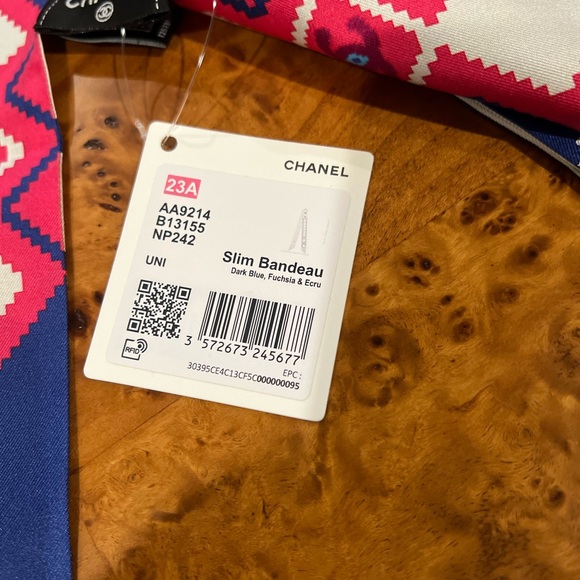 CHANEL
23A
AA9214
B13155
NP242
UNI
Slim Bandeau
Dark Blue, Fuchsia & Ecru
3 572673 245677
RFID
EPC:
30395CE4C13CF5C000000095